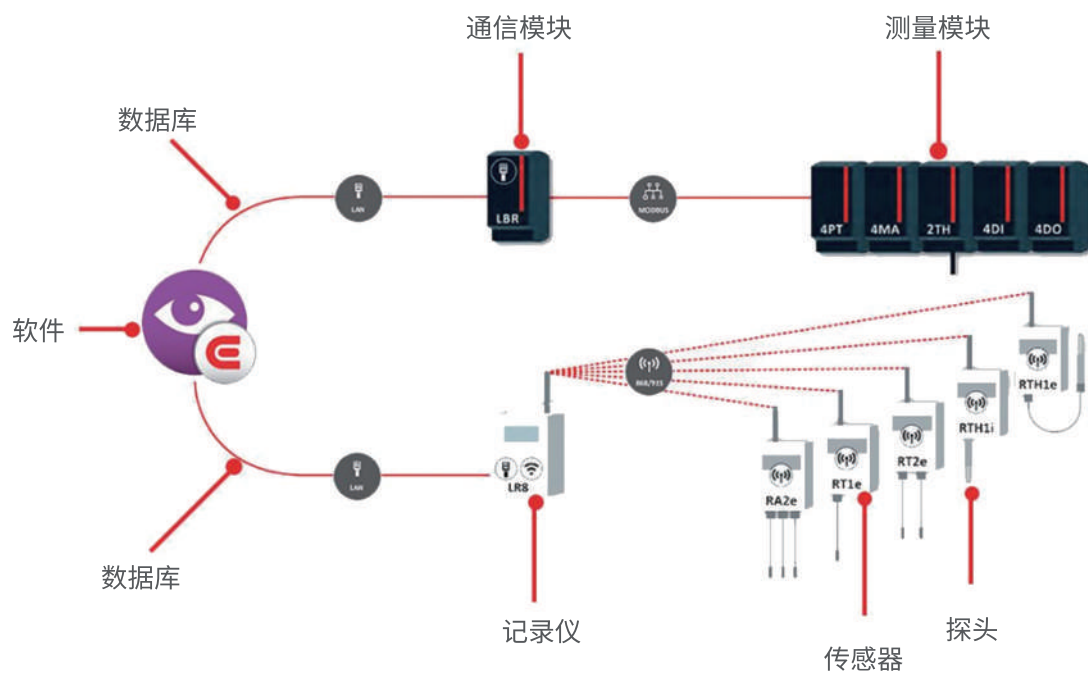 通信模块
测量模块
数据库
LAN
LBR
MODBUS
4PT
4MA
2TH
4DI
4DO
软件
868/915
RTH1e
RTH1i
RT2e
RT1e
RA2e
LAN
LR8
数据库
记录仪
探头
传感器